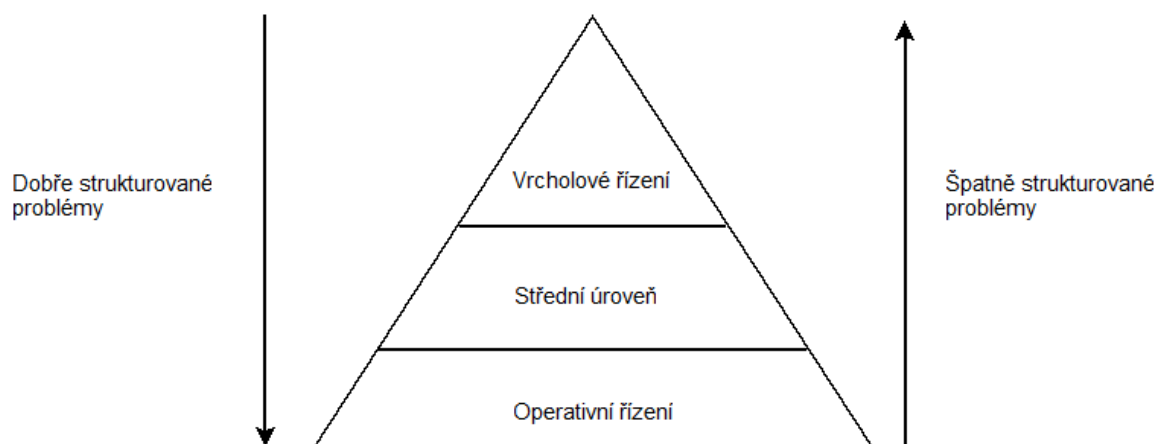 Dobře strukturované
problémy
Vrcholové řízení
Střední úroveň
Operativní řízení
Špatně strukturované
problémy